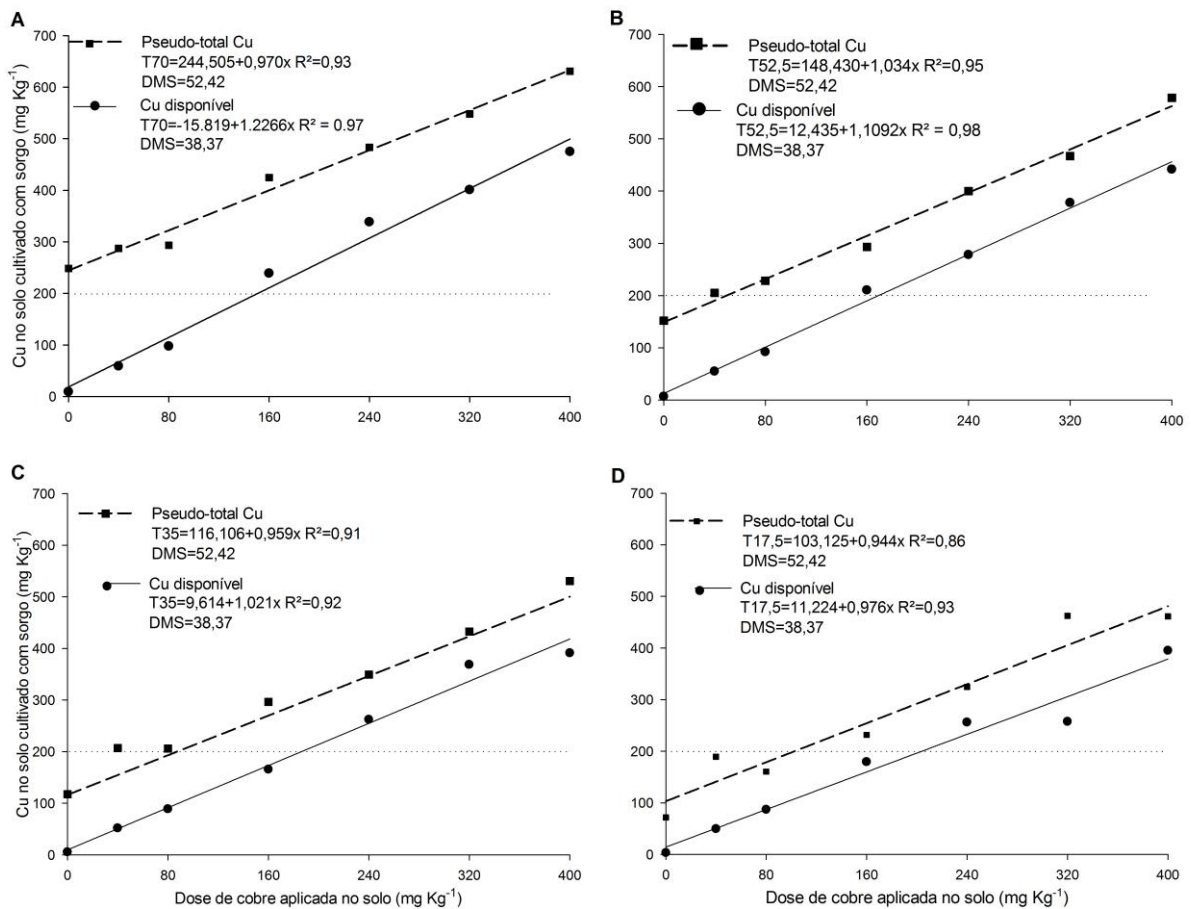 A
Pseudo-total Cu
T70=244,505+0,970x R²=0,93
DMS=52,42
Cu disponível
T70=-15.819+1.2266x R² = 0.97
DMS=38,37
Cu no solo cultivado com sorgo (mg Kg⁻¹)
700
600
500
400
300
200
100
0
0 80 160 240 320 400
B
Pseudo-total Cu
T52,5=148,430+1,034x R²=0,95
DMS=52,42
Cu disponível
T52,5=12,435+1,1092x R² = 0,98
DMS=38,37
700
600
500
400
300
200
100
0
0 80 160 240 320 400
C
Pseudo-total Cu
T35=116,106+0,959x R²=0,91
DMS=52,42
Cu disponível
T35=9,614+1,021x R²=0,92
DMS=38,37
Cu no solo cultivado com sorgo (mg Kg⁻¹)
700
600
500
400
300
200
100
0
0 80 160 240 320 400
Dose de cobre aplicada no solo (mg Kg⁻¹)
D
Pseudo-total Cu
T17,5=103,125+0,944x R²=0,86
DMS=52,42
Cu disponível
T17,5=11,224+0,976x R²=0,93
DMS=38,37
700
600
500
400
300
200
100
0
0 80 160 240 320 400
Dose de cobre aplicada no solo (mg Kg⁻¹)